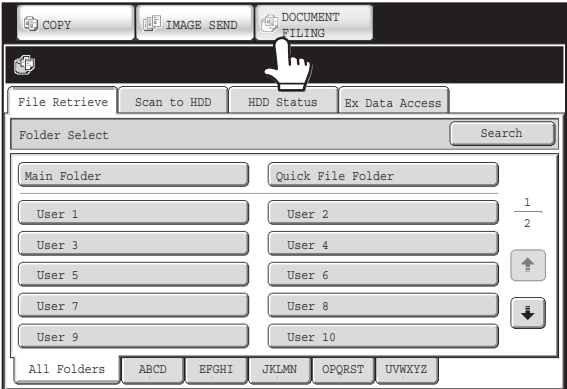 COPY
IMAGE SEND
DOCUMENT
FILING
File Retrieve
Scan to HDD
HDD Status
Ex Data Access
Folder Select
Search
Main Folder
Quick File Folder
User 1
User 2
User 3
User 4
User 5
User 6
User 7
User 8
User 9
User 10
1
2
All Folders
ABCD
EFGHI
JKLMN
OPQRST
UVWXYZ